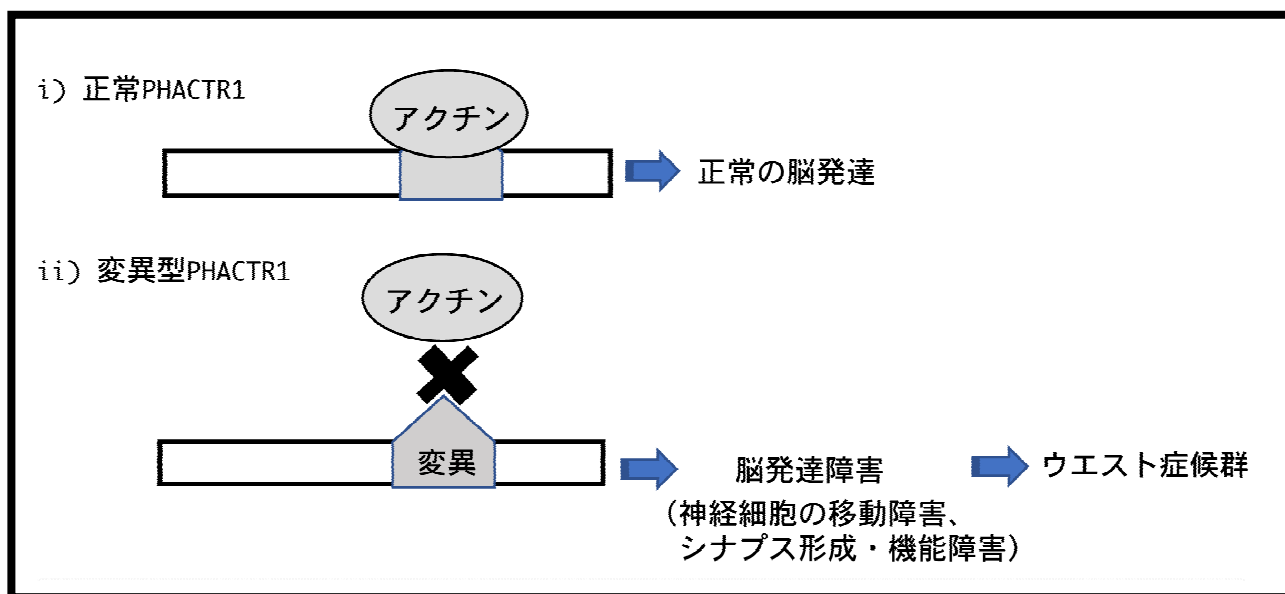 i) 正常PHACTR1
アクチン
正常の脳発達
ii) 変異型PHACTR1
アクチン
変異
脳発達障害
ウエスト症候群
(神経細胞の移動障害、
シナプス形成・機能障害)